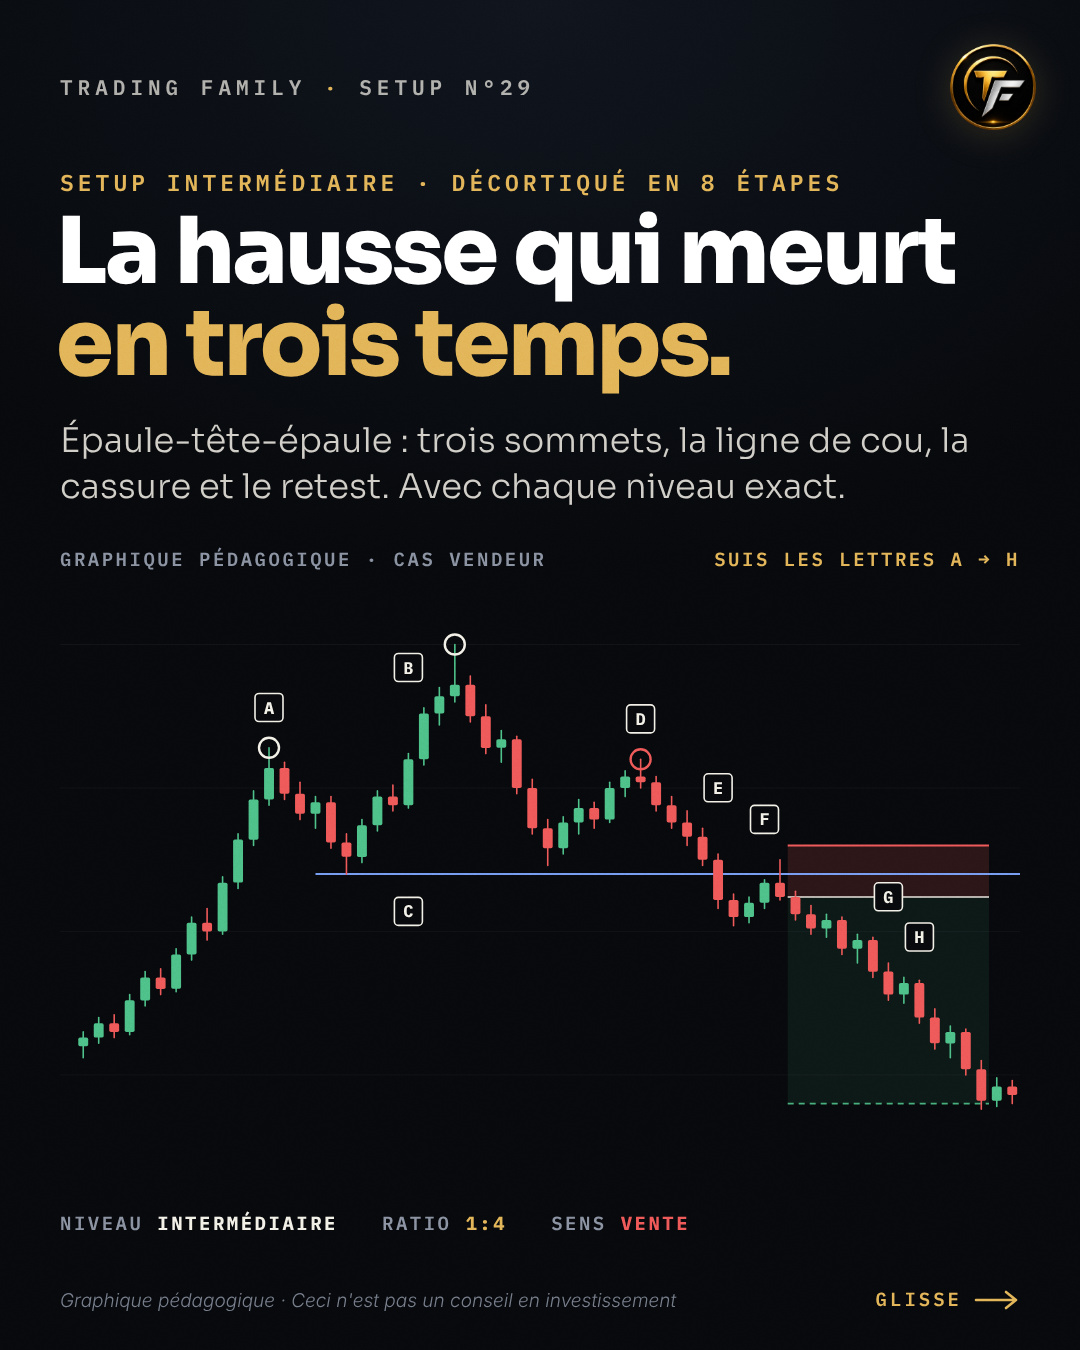 TRADING FAMILY · SETUP N°29
TF
SETUP INTERMÉDIAIRE · DÉCORTIQUÉ EN 8 ÉTAPES
La hausse qui meurt
en trois temps.
Épaule-tête-épaule : trois sommets, la ligne de cou, la
cassure et le retest. Avec chaque niveau exact.
GRAPHIQUE PÉDAGOGIQUE · CAS VENDEUR
SUIS LES LETTRES A → H
A
B
C
D
E
F
G
H
NIVEAU INTERMÉDIAIRE RATIO 1:4 SENS VENTE
Graphique pédagogique · Ceci n'est pas un conseil en investissement
GLISSE →